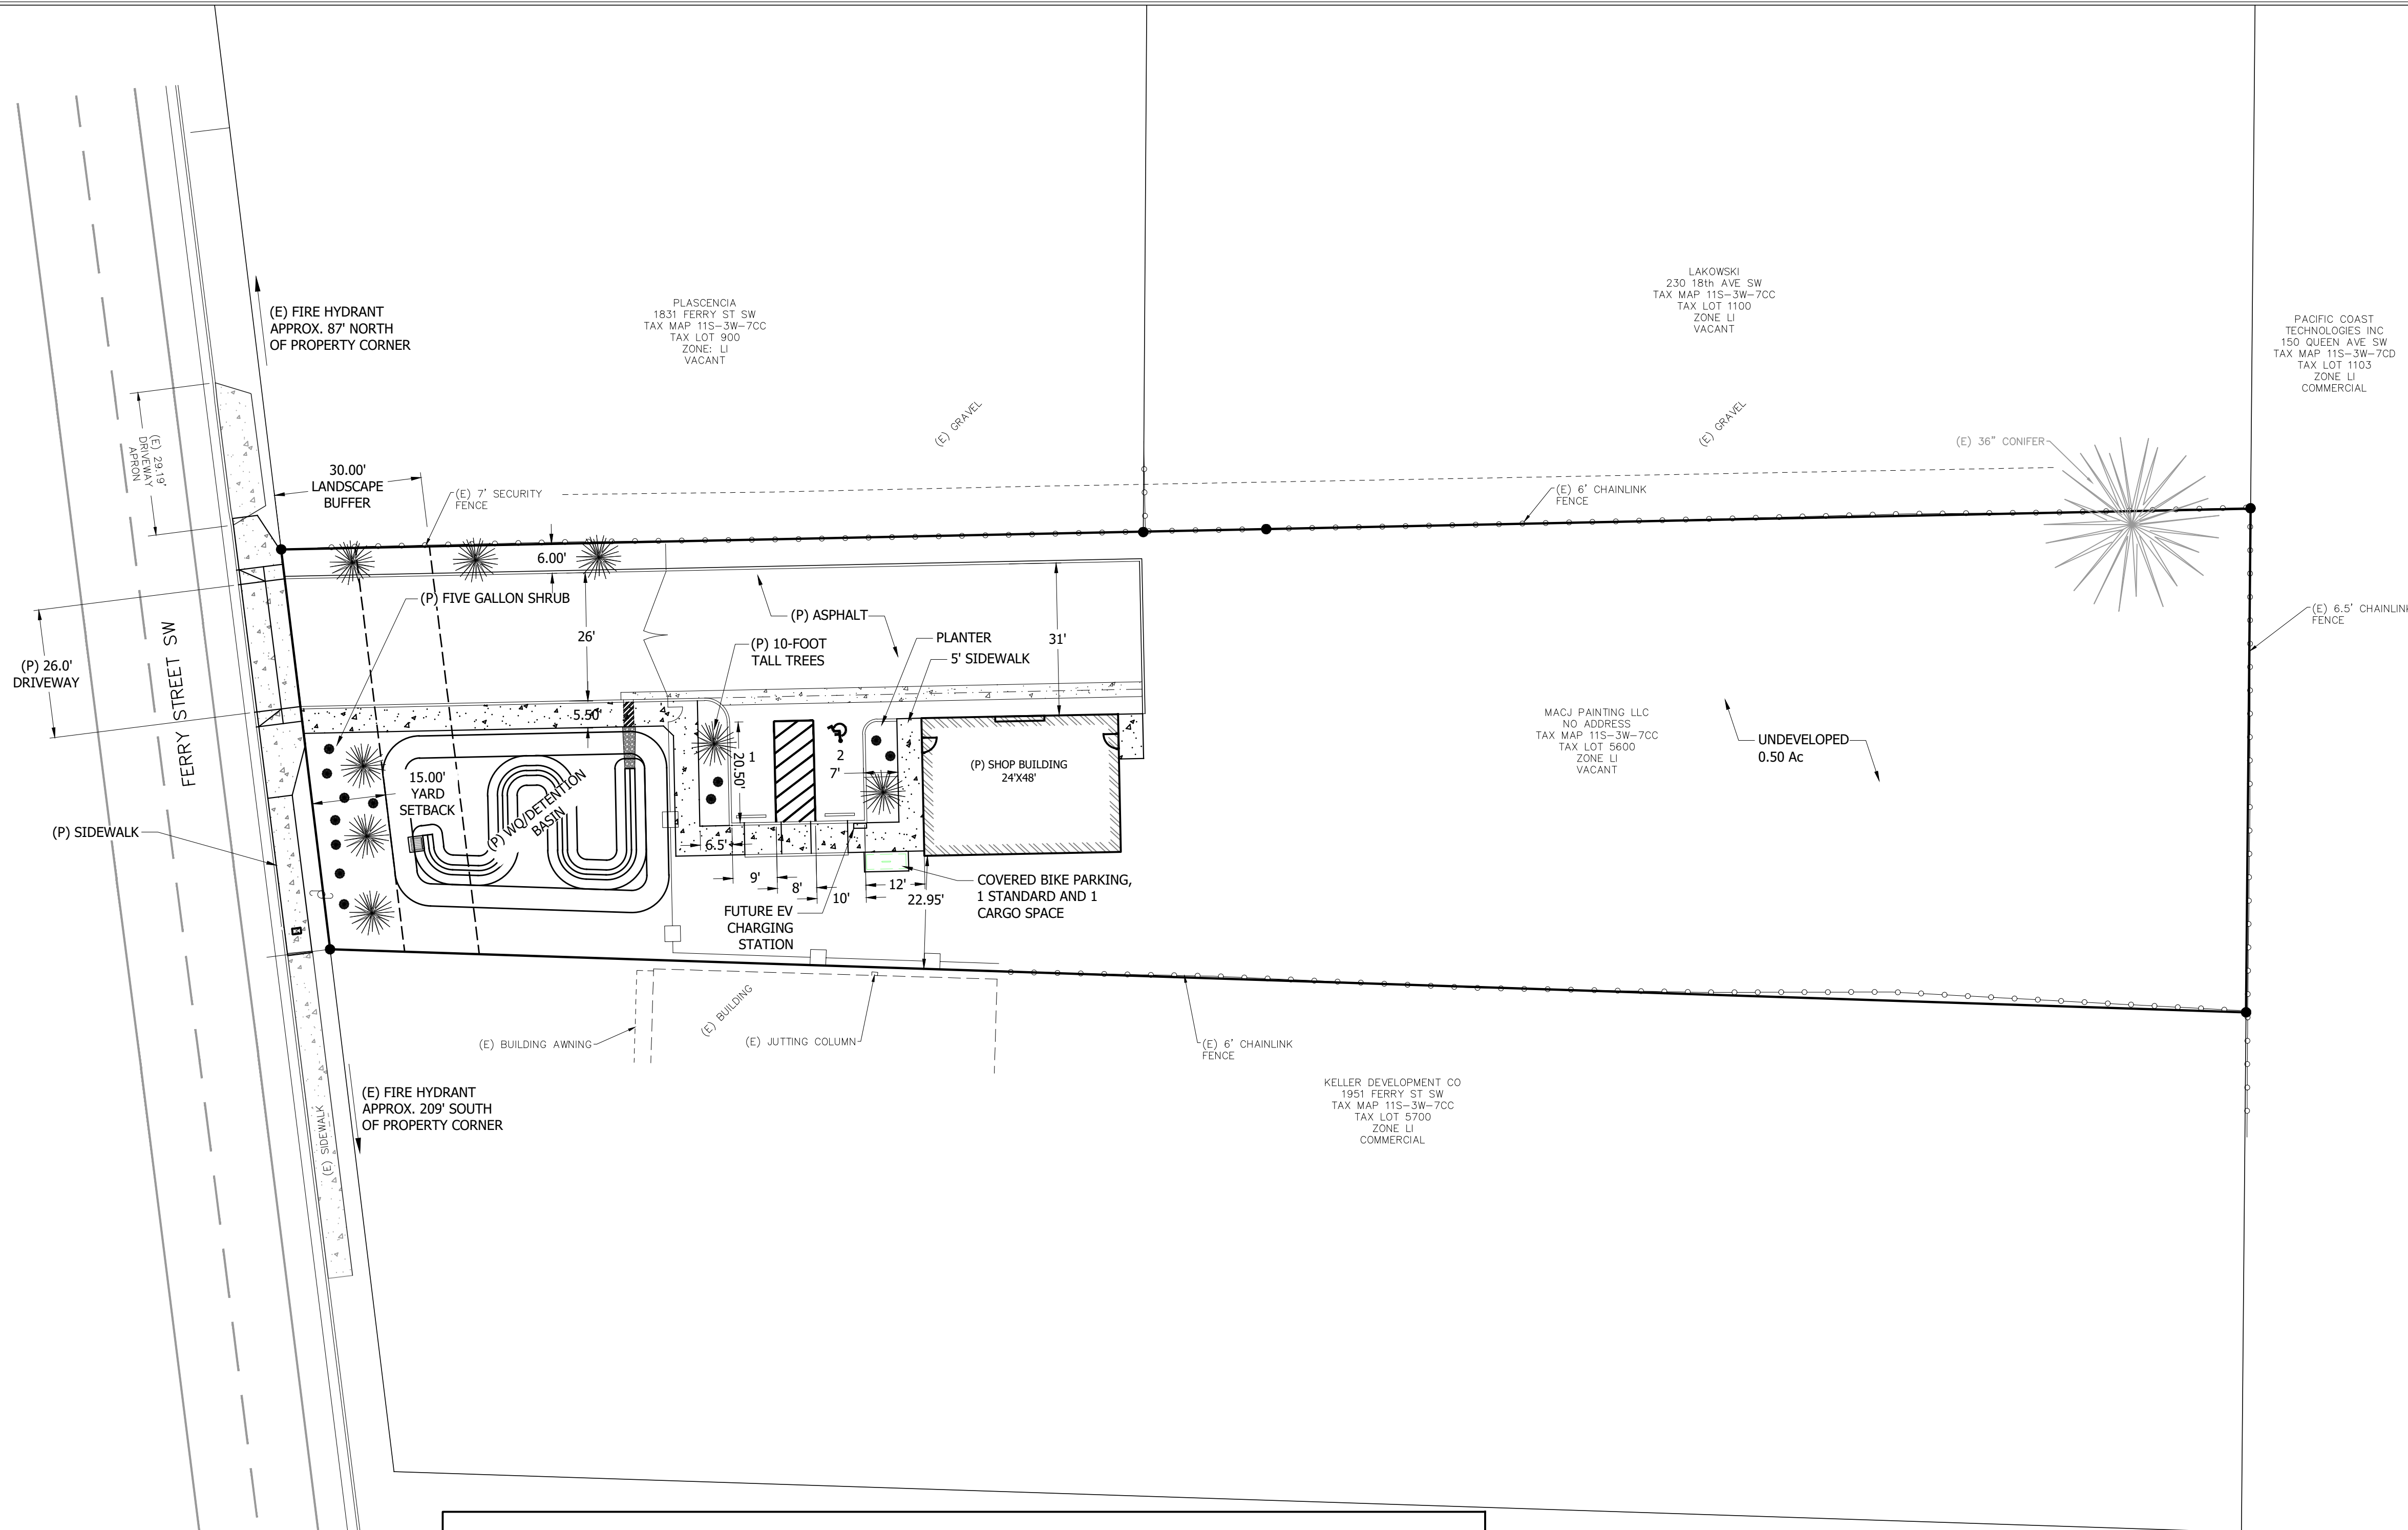 (E) FIRE HYDRANT
APPROX. 87' NORTH
OF PROPERTY CORNER
PLASCENCIA
1831 FERRY ST SW
TAX MAP 11S-3W-7CC
TAX LOT 900
ZONE: LI
VACANT
LAKOWSKI
230 18th AVE SW
TAX MAP 11S-3W-7CC
TAX LOT 1100
ZONE LI
VACANT
PACIFIC COAST
TECHNOLOGIES INC
150 QUEEN AVE SW
TAX MAP 11S-3W-7CD
TAX LOT 1103
ZONE LI
COMMERCIAL
(E) GRAVEL
(E) GRAVEL
(E) 36" CONIFER
(E) 29.19'
DRIVEWAY
APRON
30.00'
LANDSCAPE
BUFFER
(E) 7' SECURITY
FENCE
(E) 6' CHAINLINK
FENCE
6.00'
(P) FIVE GALLON SHRUB
(P) ASPHALT
26'
31'
(P) 10-FOOT
TALL TREES
PLANTER
5' SIDEWALK
(E) 6.5' CHAINLINK
FENCE
(P) 26.0'
DRIVEWAY
FERRY STREET SW
5.50'
20.50'
1
2
7'
(P) SHOP BUILDING
24'X48'
MACJ PAINTING LLC
NO ADDRESS
TAX MAP 11S-3W-7CC
TAX LOT 5600
ZONE LI
VACANT
UNDEVELOPED
0.50 Ac
15.00'
YARD
SETBACK
(P) WQ/DETENTION
BASIN
(P) SIDEWALK
6.5'
9'
8'
10'
12'
22.95'
COVERED BIKE PARKING,
1 STANDARD AND 1
CARGO SPACE
FUTURE EV
CHARGING
STATION
(E) BUILDING
(E) BUILDING AWNING
(E) JUTTING COLUMN
(E) 6' CHAINLINK
FENCE
(E) FIRE HYDRANT
APPROX. 209' SOUTH
OF PROPERTY CORNER
(E) SIDEWALK
KELLER DEVELOPMENT CO
1951 FERRY ST SW
TAX MAP 11S-3W-7CC
TAX LOT 5700
ZONE LI
COMMERCIAL